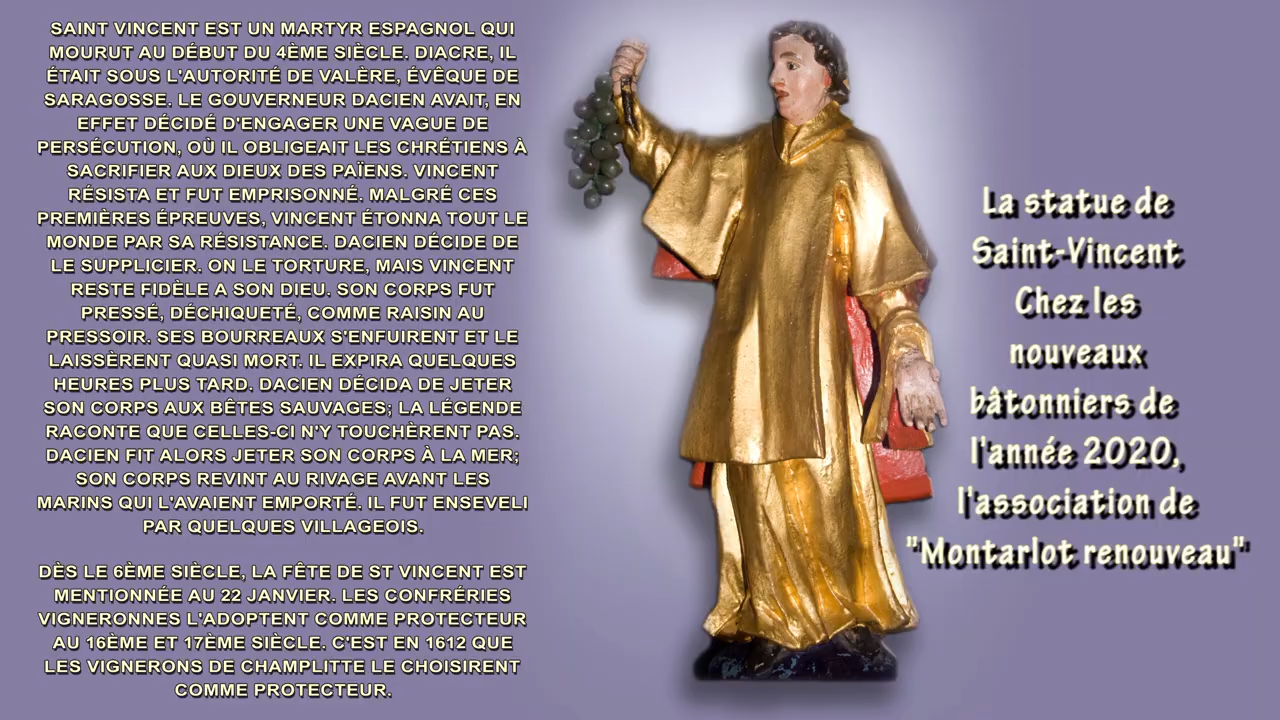 SAINT VINCENT EST UN MARTYR ESPAGNOL QUI
MOURUT AU DÉBUT DU 4ÈME SIÈCLE. DIACRE, IL
ÉTAIT SOUS L'AUTORITÉ DE VALÈRE, ÉVÊQUE DE
SARAGOSSE. LE GOUVERNEUR DACIEN AVAIT, EN
EFFET DÉCIDÉ D'ENGAGER UNE VAGUE DE
PERSÉCUTION, OÙ IL OBLIGEAIT LES CHRÉTIENS À
SACRIFIER AUX DIEUX DES PAÏENS. VINCENT
RÉSISTA ET FUT EMPRISONNÉ. MALGRÉ CES
PREMIÈRES ÉPREUVES, VINCENT ÉTONNA TOUT LE
MONDE PAR SA RÉSISTANCE. DACIEN DÉCIDE DE
LE SUPPLICIER. ON LE TORTURE, MAIS VINCENT
RESTE FIDÈLE A SON DIEU. SON CORPS FUT
PRESSÉ, DÉCHIQUETÉ, COMME RAISIN AU
PRESSOIR. SES BOURREAUX S'ENFUIRENT ET LE
LAISSÈRENT QUASI MORT. IL EXPIRA QUELQUES
HEURES PLUS TARD. DACIEN DÉCIDA DE JETER
SON CORPS AUX BÊTES SAUVAGES; LA LÉGENDE
RACONTE QUE CELLES-CI N'Y TOUCHÈRENT PAS.
DACIEN FIT ALORS JETER SON CORPS À LA MER;
SON CORPS REVINT AU RIVAGE AVANT LES
MARINS QUI L'AVAIENT EMPORTÉ. IL FUT ENSEVELI
PAR QUELQUES VILLAGEOIS.
DÈS LE 6ÈME SIÈCLE, LA FÊTE DE ST VINCENT EST
MENTIONNÉE AU 22 JANVIER. LES CONFRÉRIES
VIGNERONNES L'ADOPTENT COMME PROTECTEUR
AU 16ÈME ET 17ÈME SIÈCLE. C'EST EN 1612 QUE
LES VIGNERONS DE CHAMPLITTE LE CHOISIRENT
COMME PROTECTEUR.
La statue de
Saint-Vincent
Chez les
nouveaux
bâtonniers de
l'année 2020,
l'association de
"Montarlot renouveau"